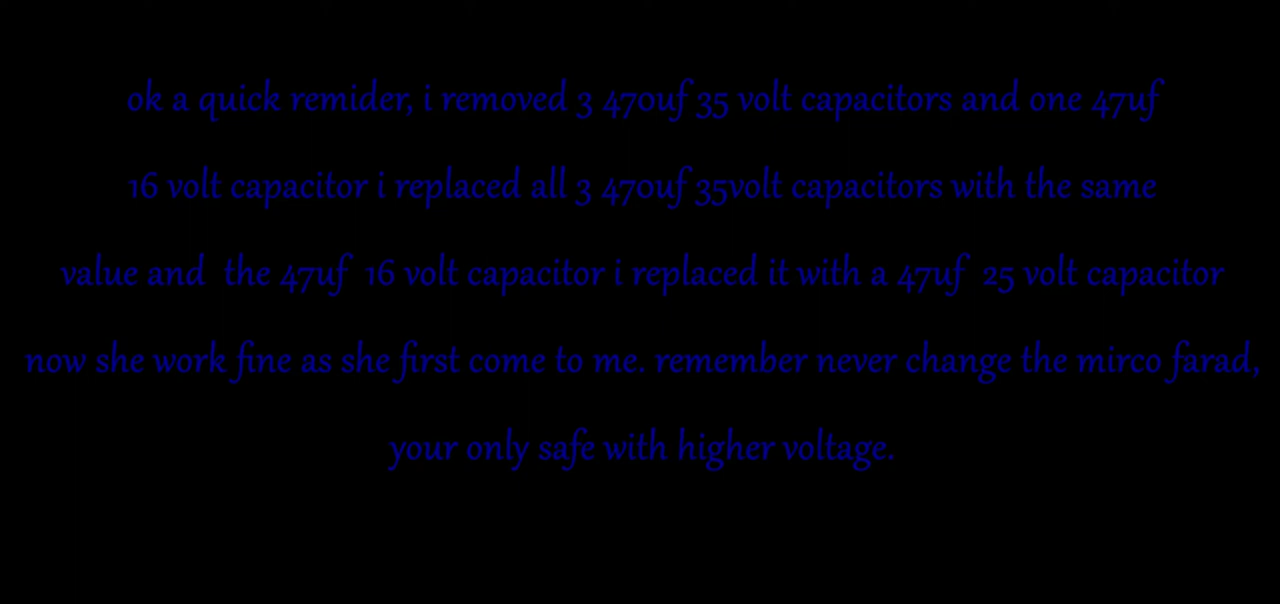 ok a quick remider, i removed 3 470uf 35 volt capacitors and one 47uf
16 volt capacitor i replaced all 3 470uf 35volt capacitors with the same
value and the 47uf 16 volt capacitor i replaced it with a 47uf 25 volt capacitor
now she work fine as she first come to me. remember never change the mirco farad,
your only safe with higher voltage.